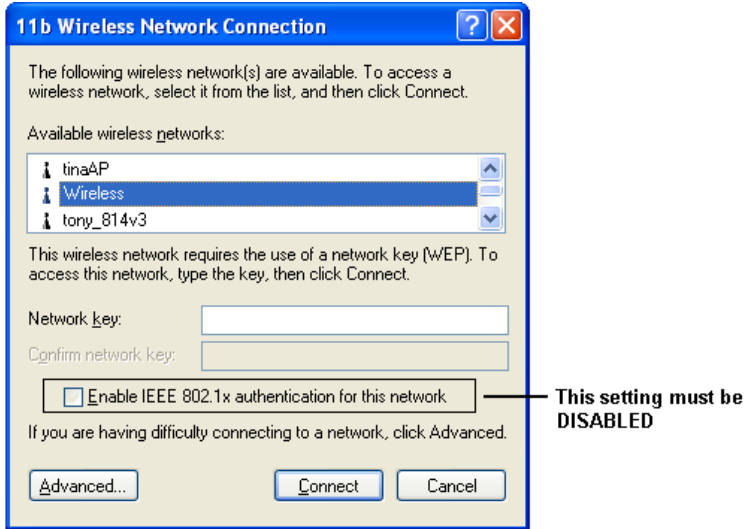 11b Wireless Network Connection
The following wireless network(s) are available. To access a
wireless network, select it from the list, and then click Connect.
Available wireless networks:
tinaAP
Wireless
tony_814v3
This wireless network requires the use of a network key (WEP). To
access this network, type the key, then click Connect.
Network key:
Confirm network key:
Enable IEEE 802.1x authentication for this network
This setting must be
DISABLED
If you are having difficulty connecting to a network, click Advanced.
Advanced...
Connect
Cancel